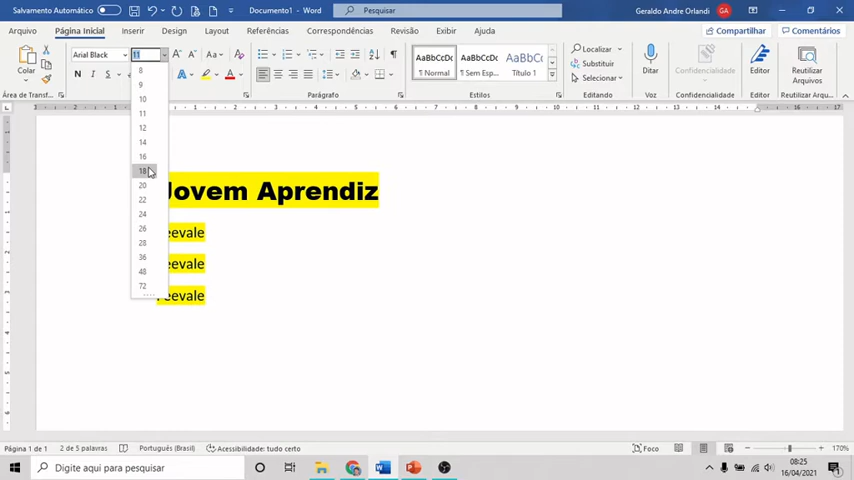 Salvamento Automático
Documento1 - Word
Pesquisar
Geraldo Andre Orlandi
GA
Arquivo
Página Inicial
Inserir
Design
Layout
Referências
Correspondências
Revisão
Exibir
Ajuda
Compartilhar
Comentários
Arial Black
Colar
N
I
AaBbCcDc
AaBbCcDc
AaBbCcD
¶ Normal
¶ Sem Esp...
Título 1
Localizar
Substituir
Selecionar
Ditar
Confidencialidade
Editor
Reutilizar
Arquivos
Área de Transf...
Parágrafo
Estilos
Editando
Voz
Confidencialidade
Editor
Reutilizar Arquivos
8
9
10
11
12
14
16
18
20
22
24
26
28
36
48
72
Jovem Aprendiz
eevale
eevale
eevale
Página 1 de 1
2 de 5 palavras
Português (Brasil)
Acessibilidade: tudo certo
Foco
170%
Digite aqui para pesquisar
08:25
16/04/2021